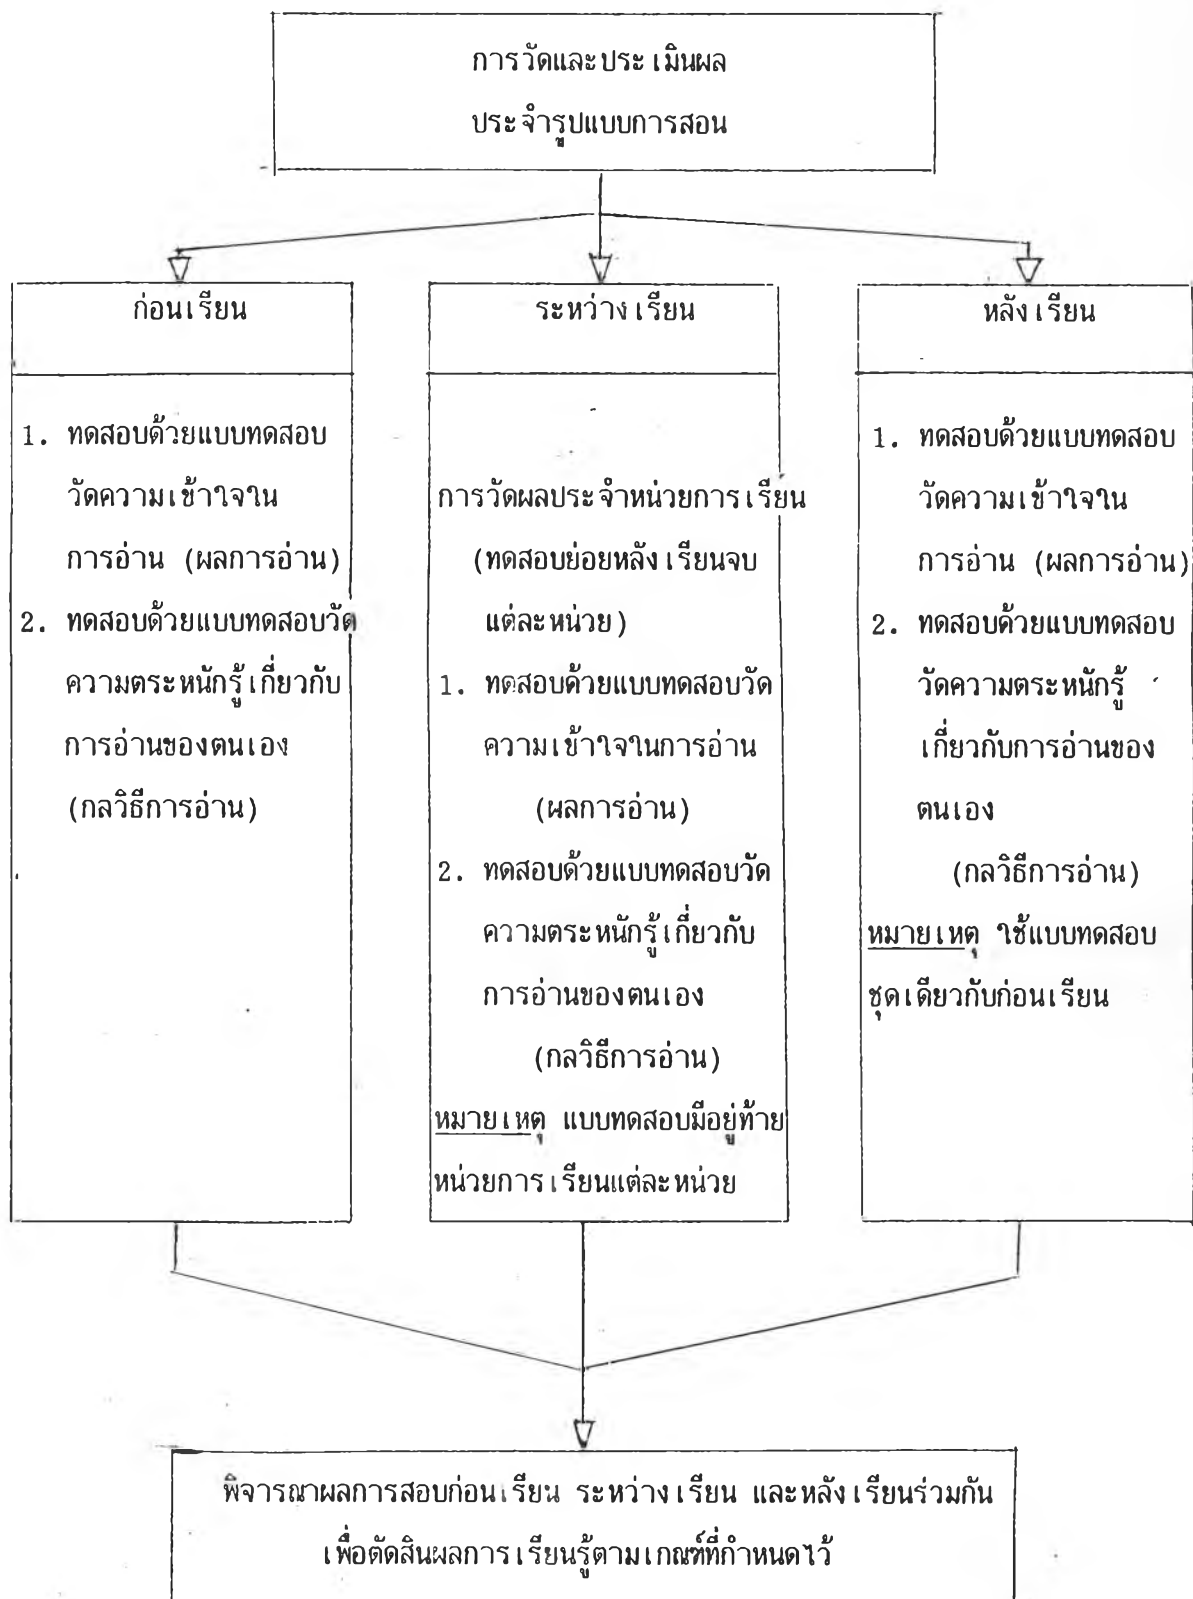 การวัดและประเมินผล
ประจำรูปแบบการสอน
ก่อนเรียน
1. ทดสอบด้วยแบบทดสอบ
วัดความเข้าใจใน
การอ่าน (ผลการอ่าน)
2. ทดสอบด้วยแบบทดสอบวัด
ความตระหนักรู้เกี่ยวกับ
การอ่านของตนเอง
(กลวิธีการอ่าน)
ระหว่างเรียน
การวัดผลประจำหน่วยการเรียน
(ทดสอบย่อยหลังเรียนจบ
แต่ละหน่วย)
1. ทดสอบด้วยแบบทดสอบวัด
ความเข้าใจในการอ่าน
(ผลการอ่าน)
2. ทดสอบด้วยแบบทดสอบวัด
ความตระหนักรู้เกี่ยวกับ
การอ่านของตนเอง
(กลวิธีการอ่าน)
หมายเหตุ แบบทดสอบมีอยู่ท้าย
หน่วยการเรียนแต่ละหน่วย
หลังเรียน
1. ทดสอบด้วยแบบทดสอบ
วัดความเข้าใจใน
การอ่าน (ผลการอ่าน)
2. ทดสอบด้วยแบบทดสอบ
วัดความตระหนักรู้
เกี่ยวกับการอ่านของ
ตนเอง
(กลวิธีการอ่าน)
หมายเหตุ ใช้แบบทดสอบ
ชุดเดียวกับก่อนเรียน
พิจารณาผลการสอบก่อนเรียน ระหว่างเรียน และหลังเรียนร่วมกัน
เพื่อตัดสินผลการเรียนรู้ตามเกณฑ์ที่กำหนดไว้